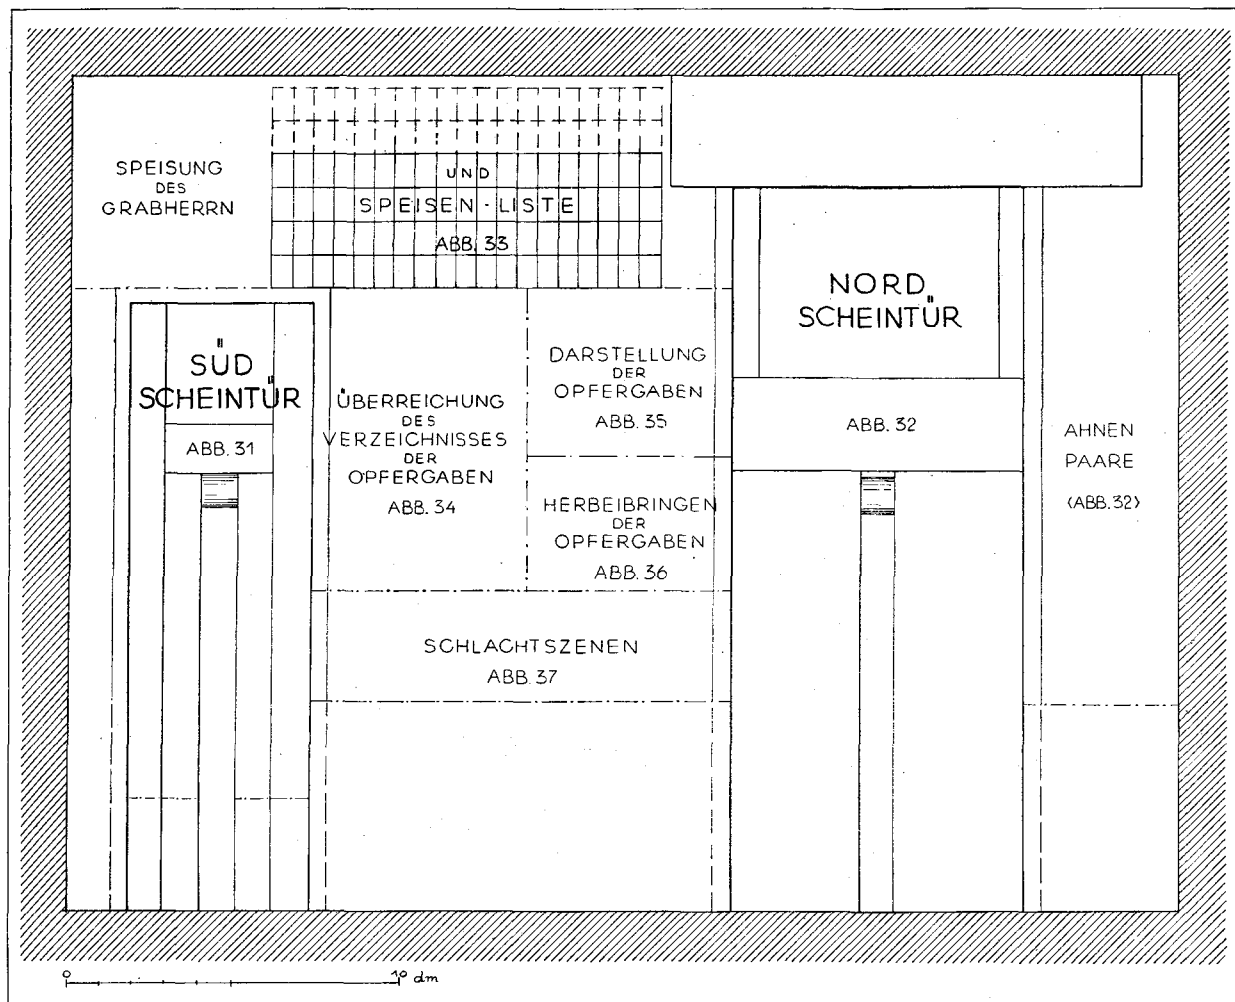 SPEISUNG
DES
GRABHERRN
UND
SPEISEN - LISTE
ABB. 33
NORD
SCHEINTÜR
SÜD
SCHEINTÜR
ABB. 31
ÜBERREICHUNG
DES
VERZEICHNISSES
DER
OPFERGABEN
ABB. 34
DARSTELLUNG
DER
OPFERGABEN
ABB. 35
HERBEIBRINGEN
DER
OPFERGABEN
ABB. 36
ABB. 32
AHNEN
PAARE
(ABB. 32)
SCHLACHTSZENEN
ABB. 37
0 10 dm